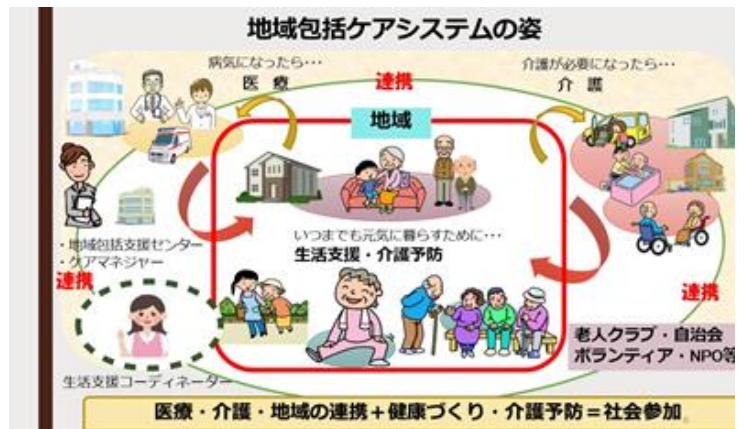 地域包括ケアシステムの姿
病気になったら…
医 療
連携
介護が必要になったら…
介 護
地域
いつまでも元気に暮らすために…
生活支援・介護予防
・地域包括支援センター
・ケアマネジャー
連携
連携
生活支援コーディネーター
老人クラブ・自治会
ボランティア・NPO等
医療・介護・地域の連携+健康づくり・介護予防=社会参加。